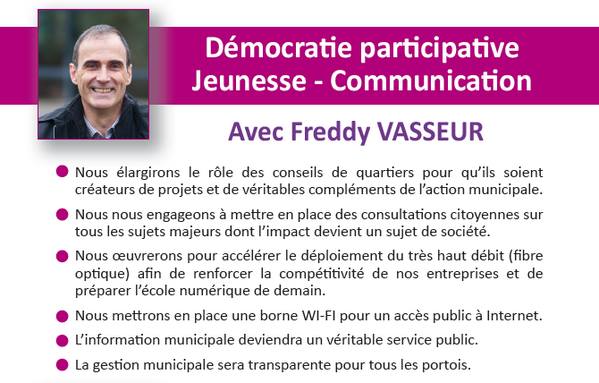 Démocratie participative
Jeunesse - Communication
Avec Freddy VASSEUR
Nous élargirons le rôle des conseils de quartiers pour qu'ils soient
créateurs de projets et de véritables compléments de l'action municipale.
Nous nous engageons à mettre en place des consultations citoyennes sur
tous les sujets majeurs dont l'impact devient un sujet de société.
Nous œuvrerons pour accélérer le déploiement du très haut débit (fibre
optique) afin de renforcer la compétitivité de nos entreprises et de
préparer l'école numérique de demain.
Nous mettrons en place une borne WI-FI pour un accès public à Internet.
L'information municipale deviendra un véritable service public.
La gestion municipale sera transparente pour tous les portois.